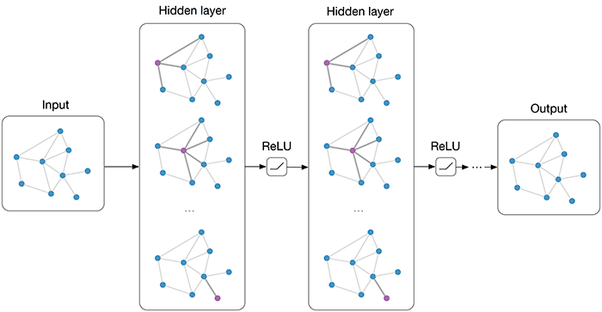 Hidden layer
Hidden layer
Input
Output
ReLU
ReLU
...
...
...